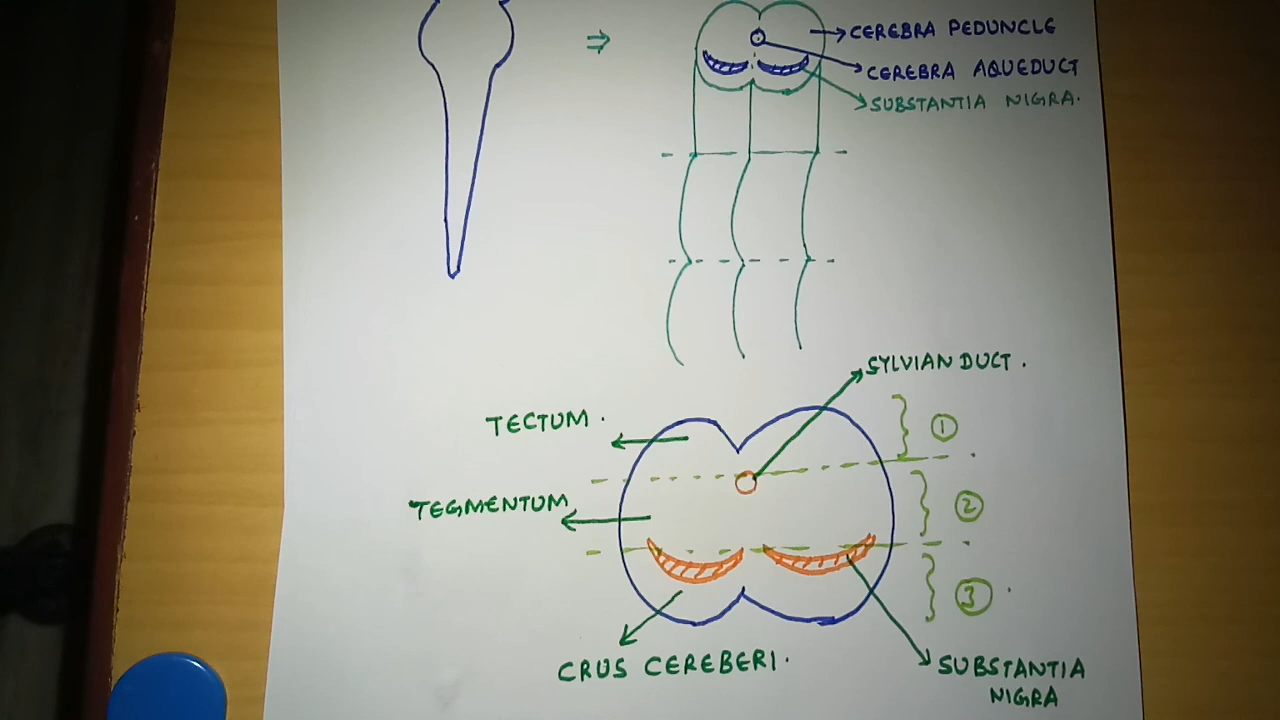 CEREBRA PEDUNCLE
CEREBRA AQUEDUCT
SUBSTANTIA NIGRA.
SYLVIAN DUCT.
TECTUM.
1
TEGMENTUM
2
3
CRUS CEREBERI.
SUBSTANTIA
NIGRA